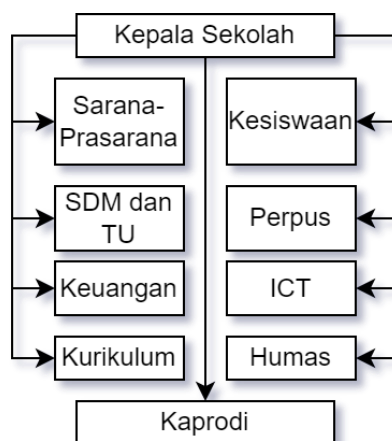 Kepala Sekolah
Sarana-
Prasarana
Kesiswaan
SDM dan
TU
Perpus
Keuangan
ICT
Kurikulum
Humas
Kaprodi